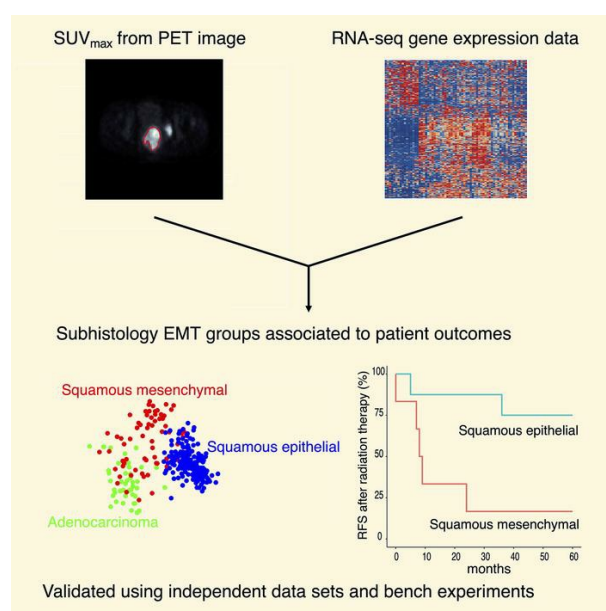 SUVmax from PET image
RNA-seq gene expression data
Subhistology EMT groups associated to patient outcomes
Squamous mesenchymal
Squamous epithelial
Adenocarcinoma
RFS after radiation therapy (%)
100
75
50
25
0
Squamous epithelial
Squamous mesenchymal
0 10 20 30 40 50 60
months
Validated using independent data sets and bench experiments